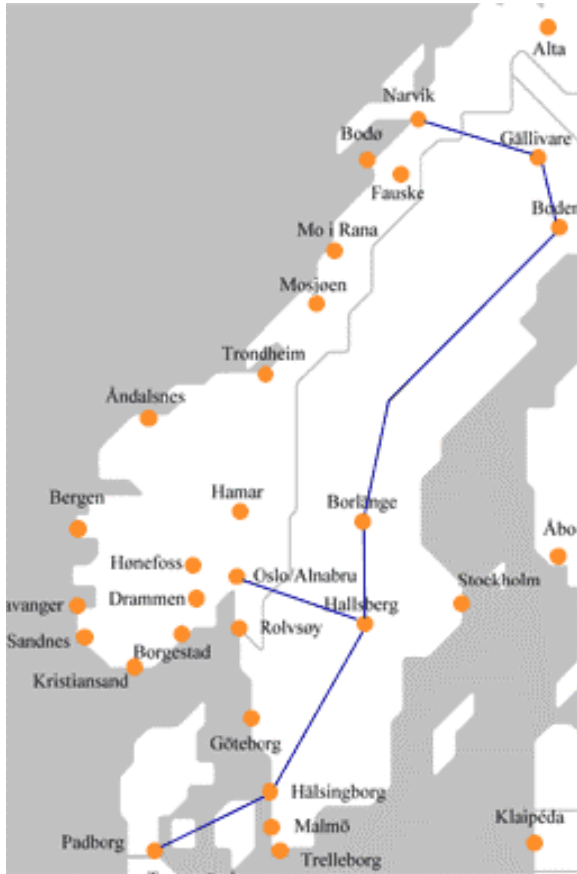 Alta
Narvik
Bodø
Gällivare
Fauske
Boden
Mo i Rana
Mosjøen
Trondheim
Åndalsnes
Hamar
Borlänge
Bergen
Hønefoss
Oslo/Alnabru
Åbo
Stockholm
avanger
Drammen
Hallsberg
Rolvsøy
Sandnes
Borgestad
Kristiansand
Göteborg
Hälsingborg
Malmö
Klaipéda
Padborg
Trelleborg